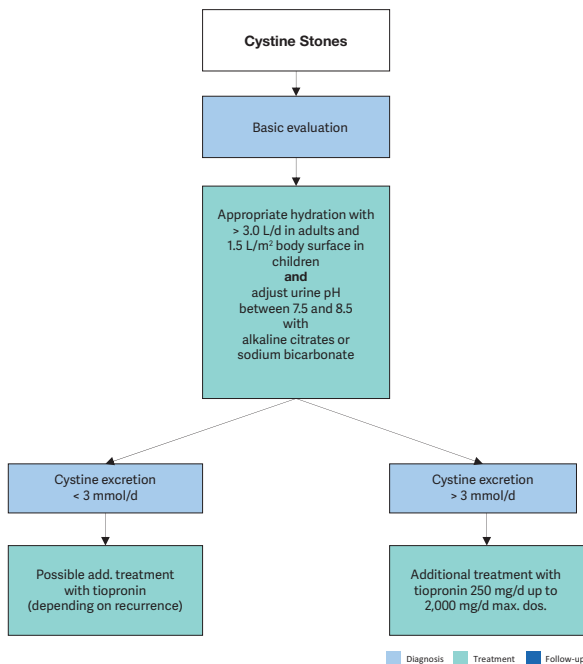 Cystine Stones
Basic evaluation
Appropriate hydration with
> 3.0 L/d in adults and
1.5 L/m² body surface in
children
and
adjust urine pH
between 7.5 and 8.5
with
alkaline citrates or
sodium bicarbonate
Cystine excretion
< 3 mmol/d
Cystine excretion
> 3 mmol/d
Possible add. treatment
with tiopronin
(depending on recurrence)
Additional treatment with
tiopronin 250 mg/d up to
2,000 mg/d max. dos.
Diagnosis
Treatment
Follow-up